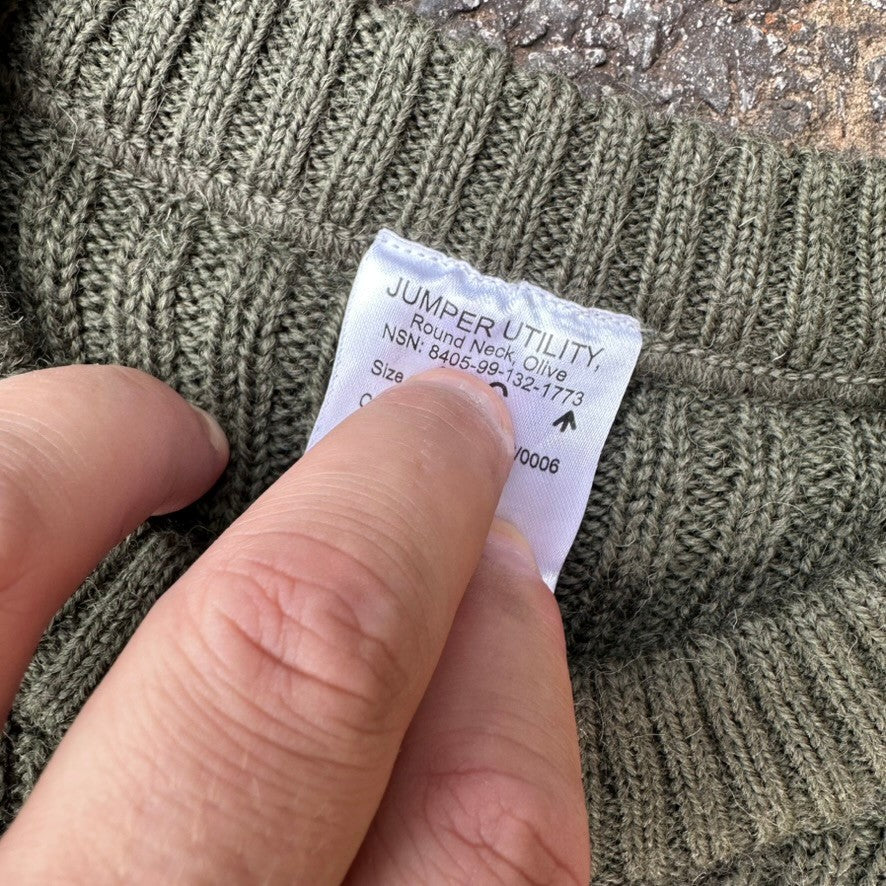 JUMPER UTILITY,
Round Neck, Olive
NSN: 8405-99-132-1773
Size
/0006